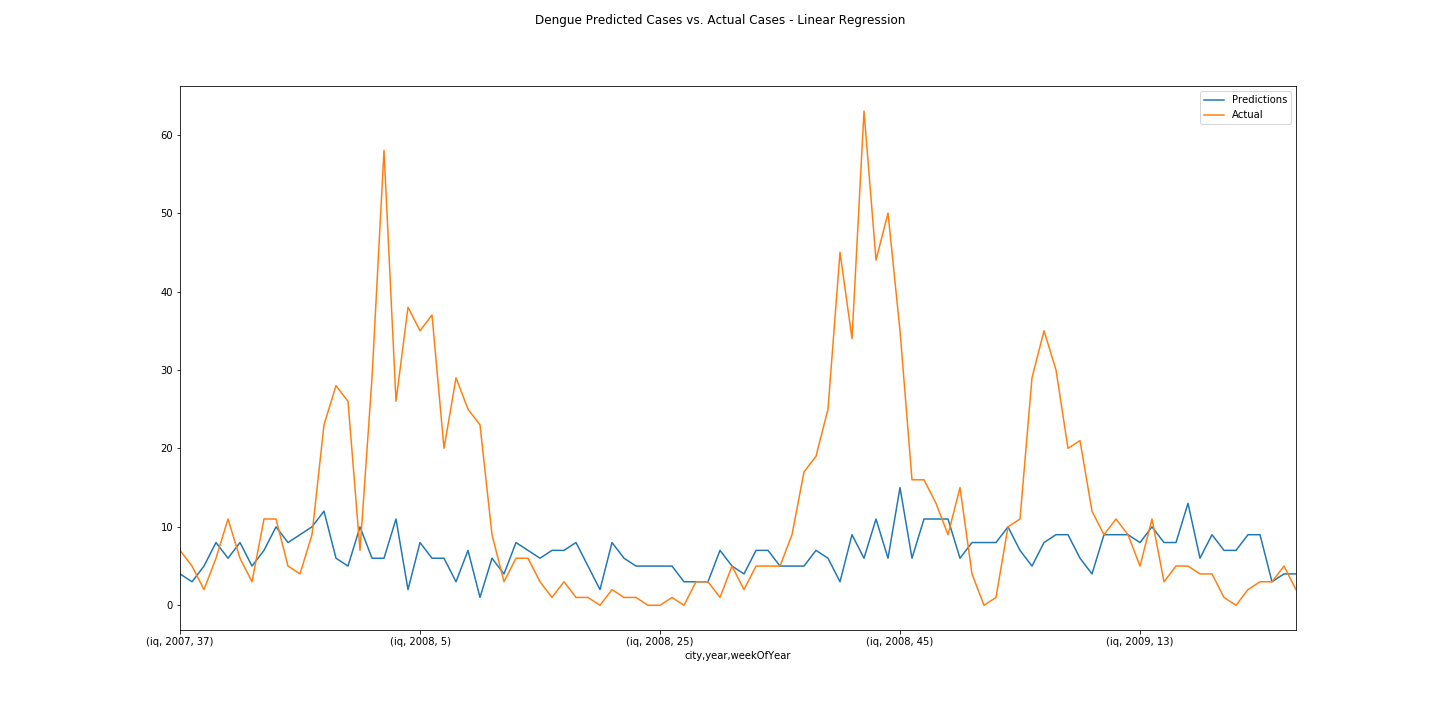 Dengue Predicted Cases vs. Actual Cases - Linear Regression
Predictions
Actual
60
50
40
30
20
10
0
(iq, 2007, 37) (iq, 2008, 5) (iq, 2008, 25) (iq, 2008, 45) (iq, 2009, 13)
city,year,weekOfYear